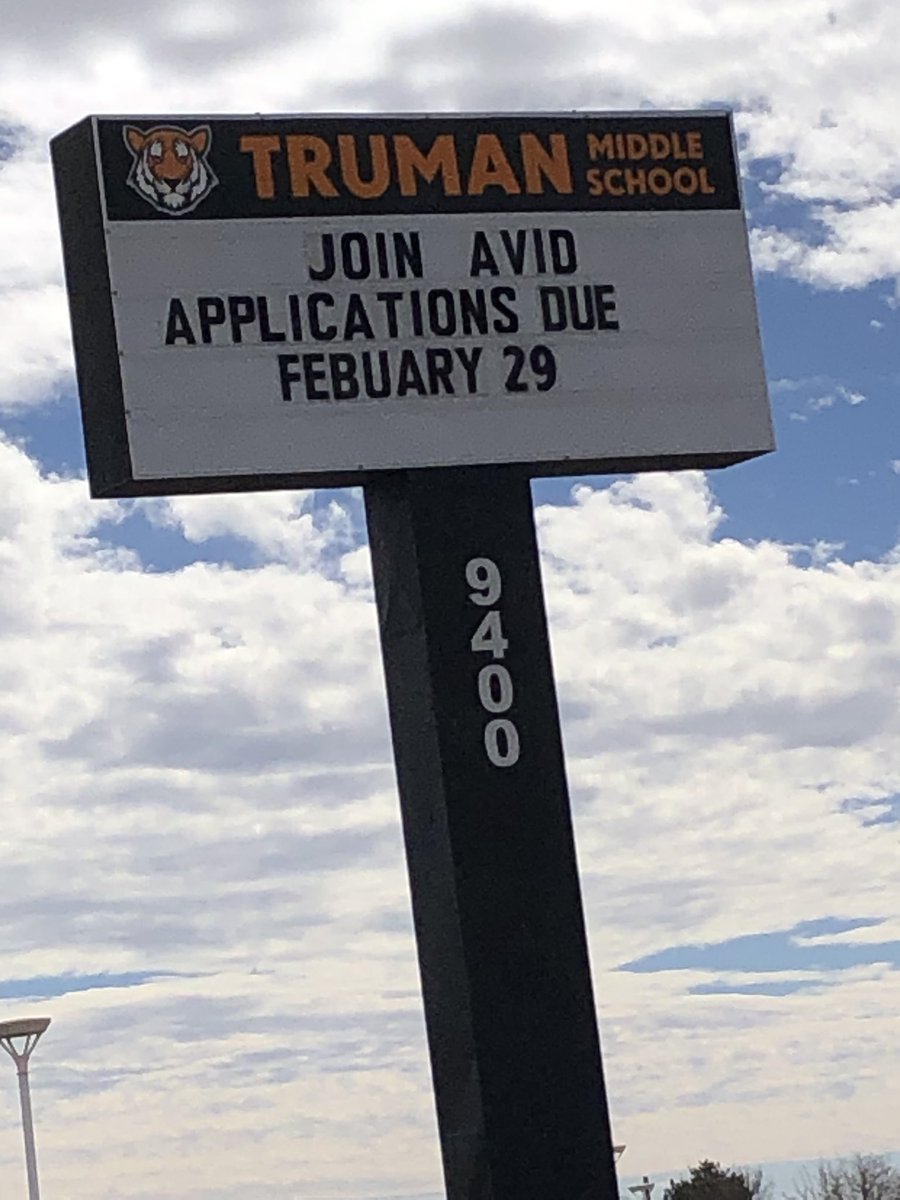 TRUMAN MIDDLE SCHOOL
JOIN AVID
APPLICATIONS DUE
FEBUARY 29
9400